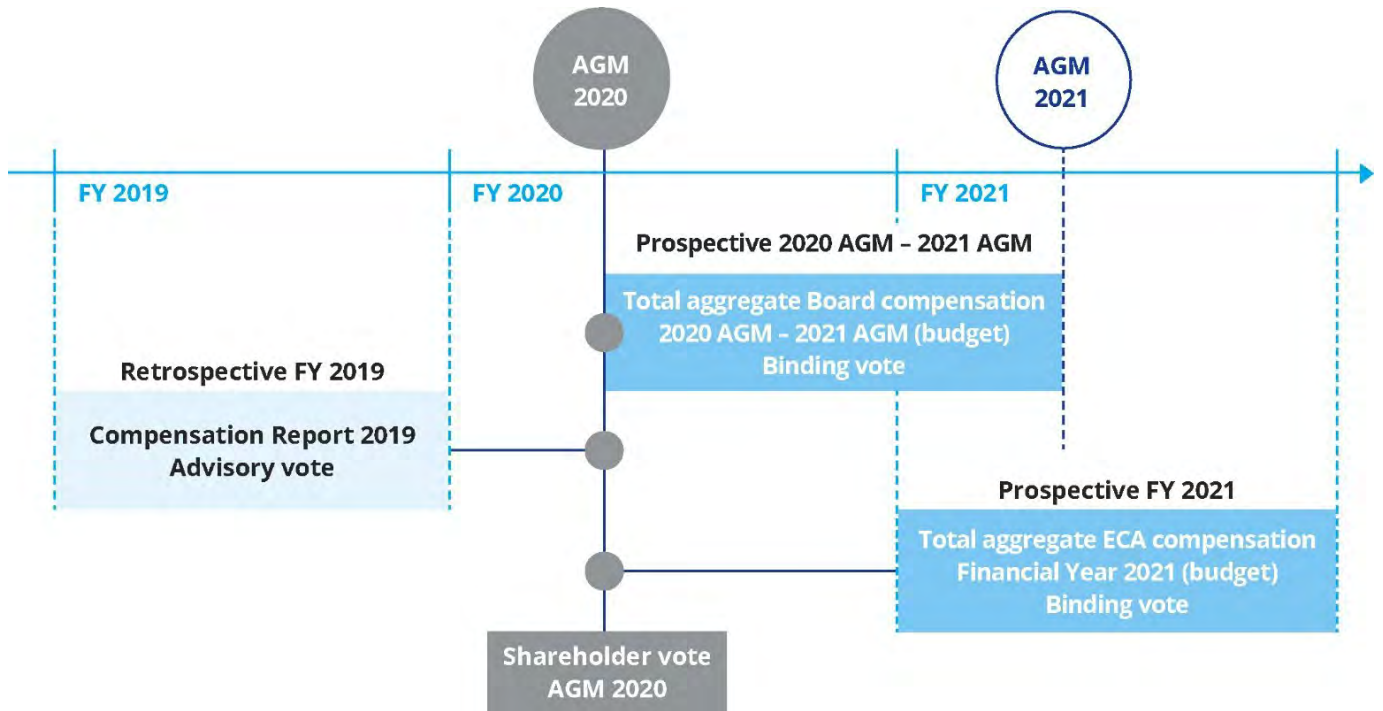 AGM
2020
AGM
2021
FY 2019
FY 2020
FY 2021
Prospective 2020 AGM – 2021 AGM
Total aggregate Board compensation
2020 AGM – 2021 AGM (budget)
Binding vote
Retrospective FY 2019
Compensation Report 2019
Advisory vote
Prospective FY 2021
Total aggregate ECA compensation
Financial Year 2021 (budget)
Binding vote
Shareholder vote
AGM 2020